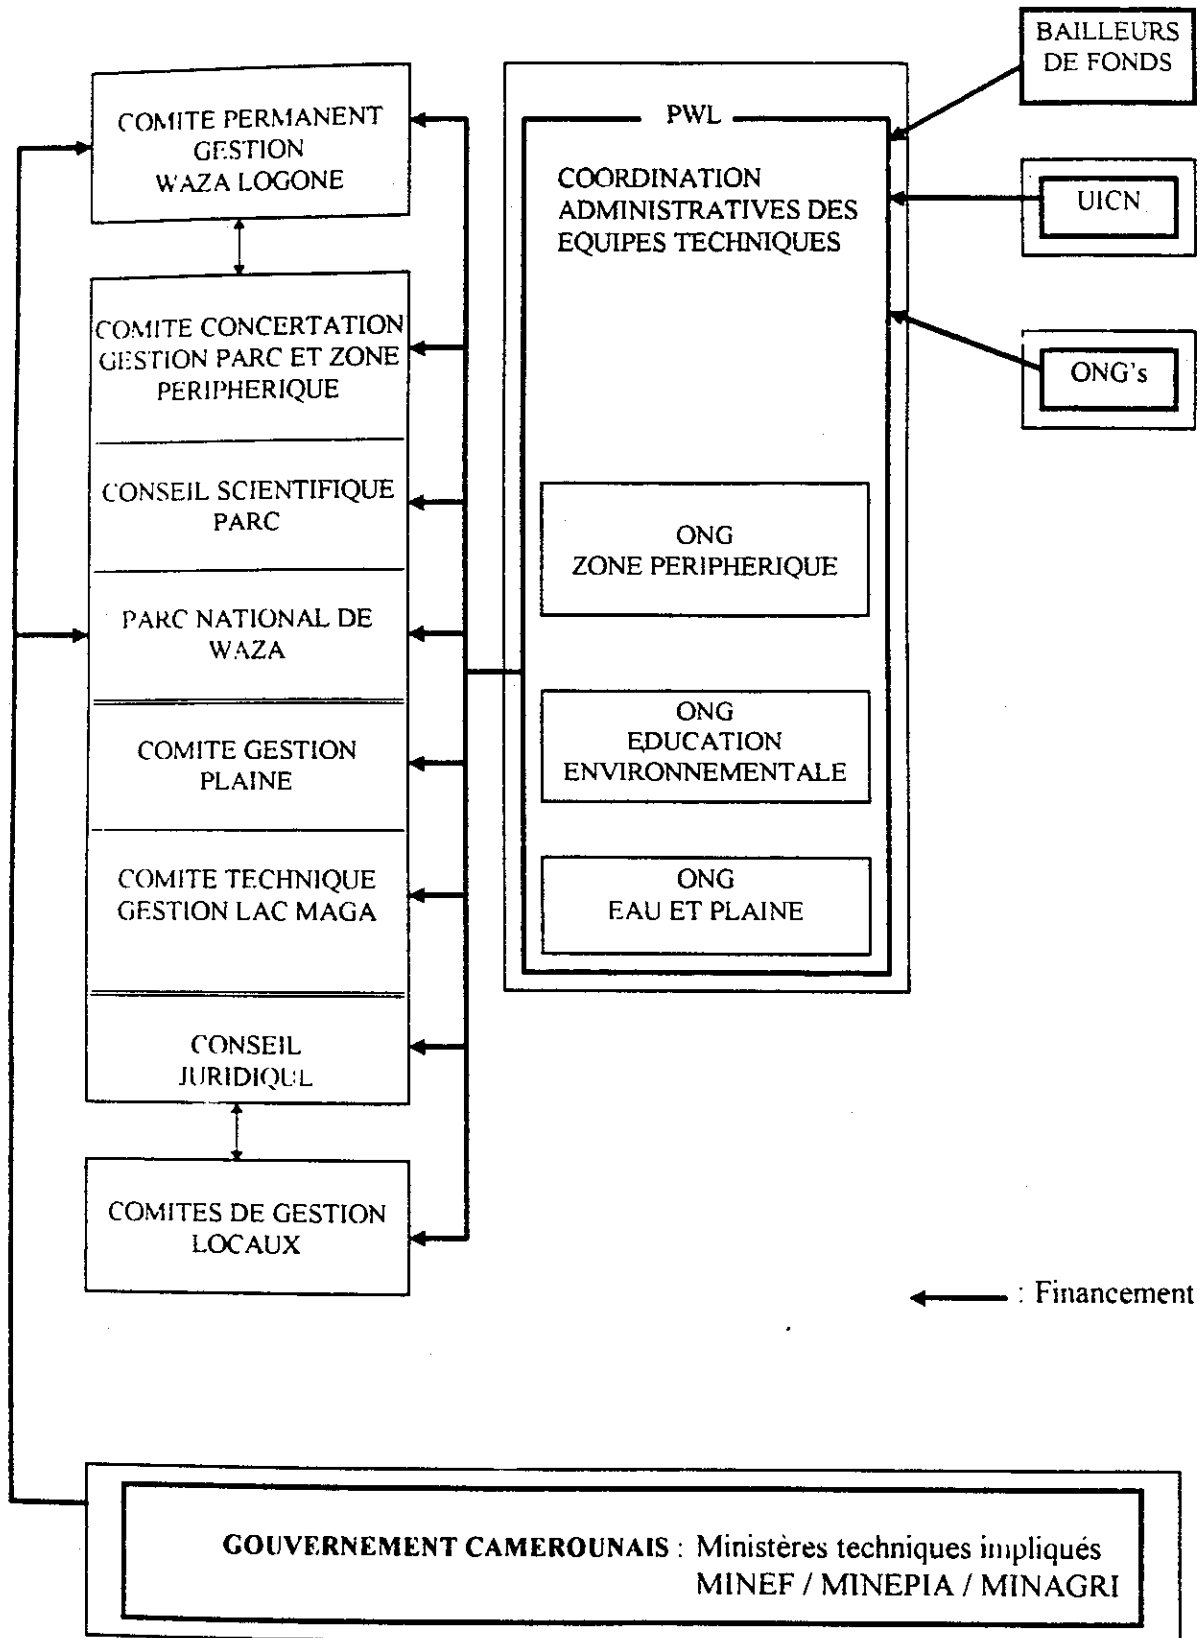 BAILLEURS
DE FONDS
UICN
ONG's
PWL
COORDINATION
ADMINISTRATIVES DES
EQUIPES TECHNIQUES
ONG
ZONE PERIPHERIQUE
ONG
EDUCATION
ENVIRONNEMENTALE
ONG
EAU ET PLAINE
COMITE PERMANENT
GESTION
WAZA LOGONE
COMITE CONCERTATION
GESTION PARC ET ZONE
PERIPHERIQUE
CONSEIL SCIENTIFIQUE
PARC
PARC NATIONAL DE
WAZA
COMITE GESTION
PLAINE
COMITE TECHNIQUE
GESTION LAC MAGA
CONSEIL
JURIDIQUE
COMITES DE GESTION
LOCAUX
: Financement
GOUVERNEMENT CAMEROUNAIS : Ministères techniques impliqués
MINEF / MINEPIA / MINAGRI